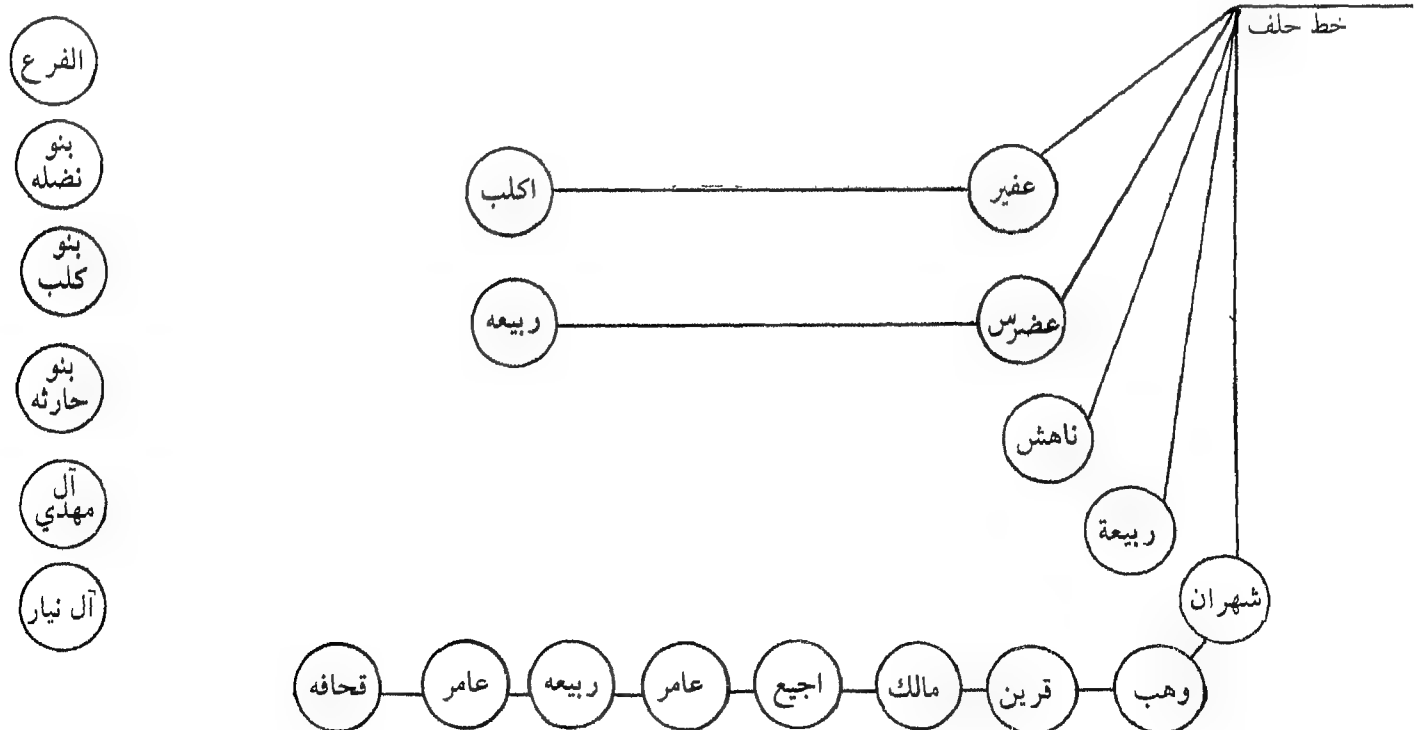 خط حلف
عفير
اكلب
عضرس
ربيعه
ناهش
ربيعة
شهران
وهب
قرين
مالك
اجيع
عامر
ربيعه
عامر
قحافه
الفرع
بنو
نضله
بنو
كلب
بنو
حارثه
آل
مهدي
آل نيار